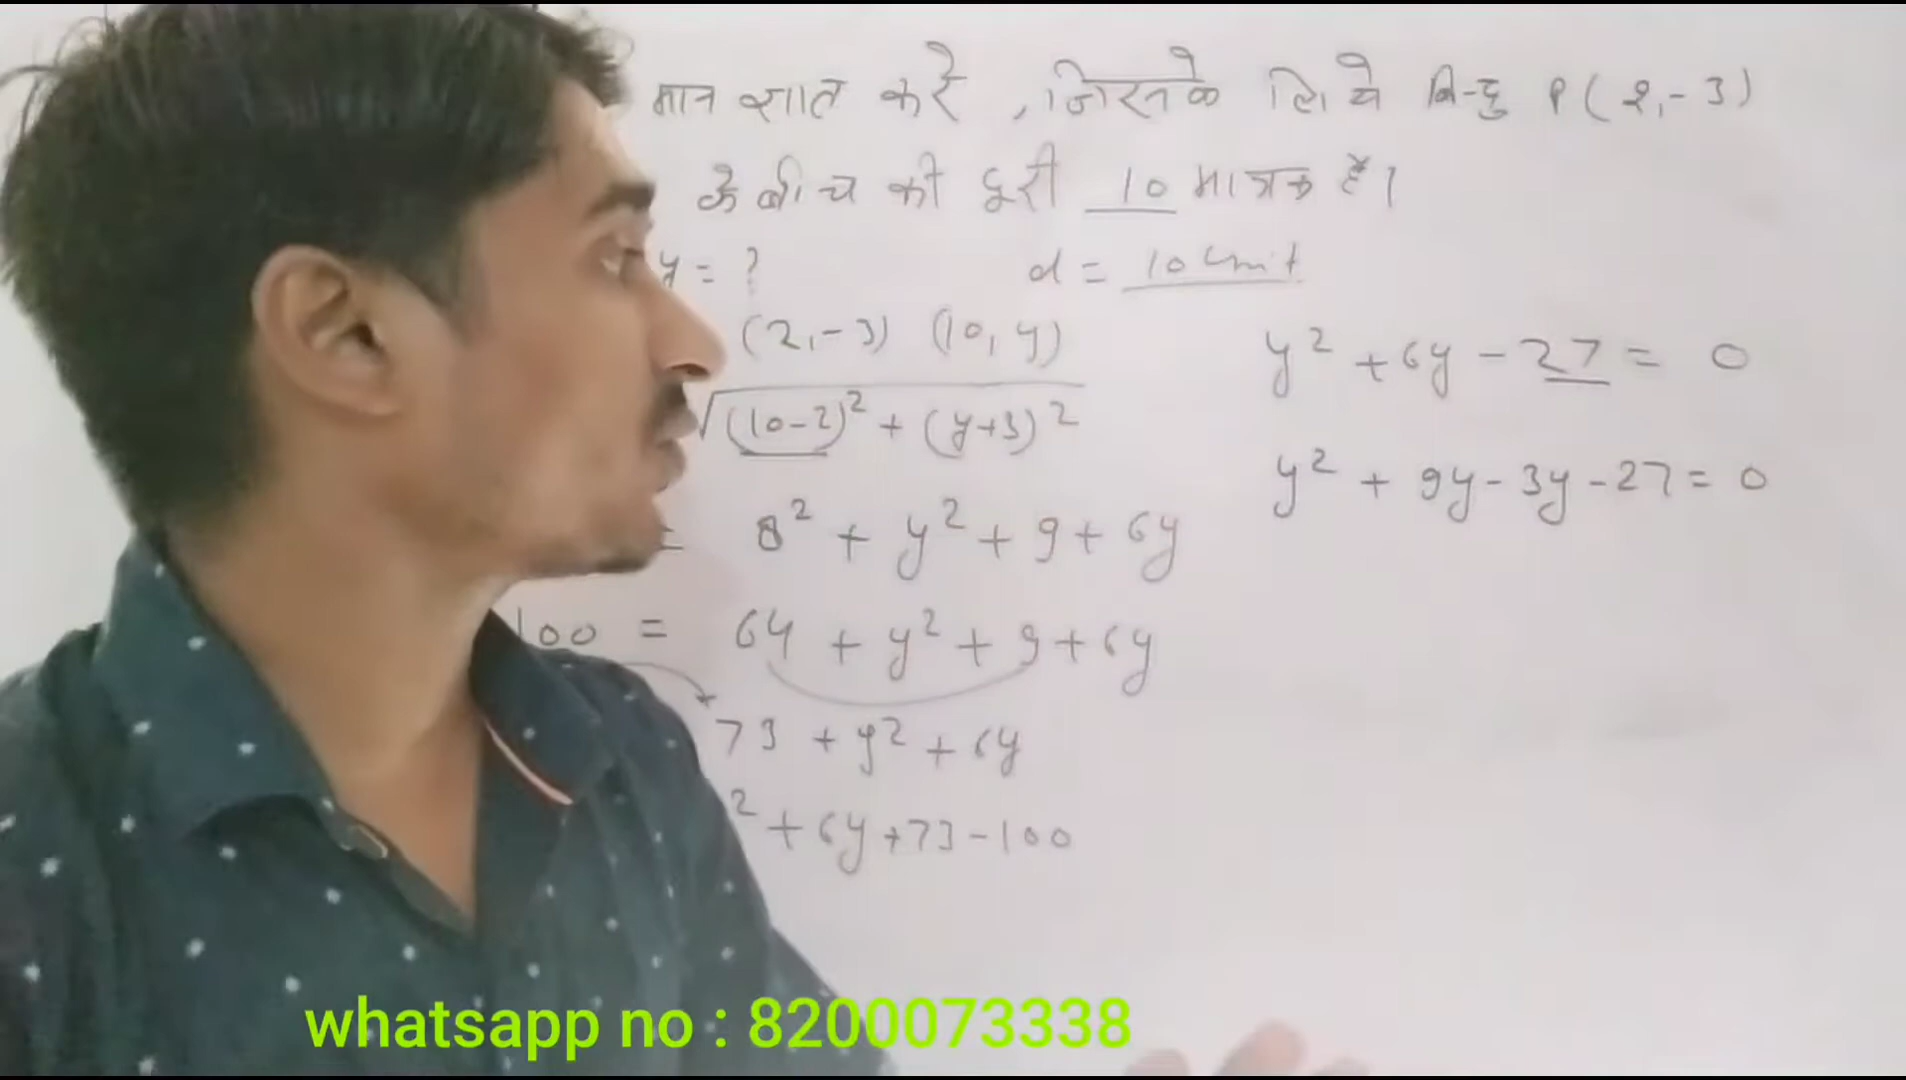 मान ज्ञात करें, जिसके लिये बिन्दु P(2,-3)
के बीच की दूरी 10 मात्रक है।
y = ?
d = 10 unit
(2,-3) (10, y)
√(10-2)² + (y+3)²
= 8² + y² + 9 + 6y
100 = 64 + y² + 9 + 6y
73 + y² + 6y
² + 6y + 73 - 100
y² + 6y - 27 = 0
y² + 9y - 3y - 27 = 0
whatsapp no : 8200073338